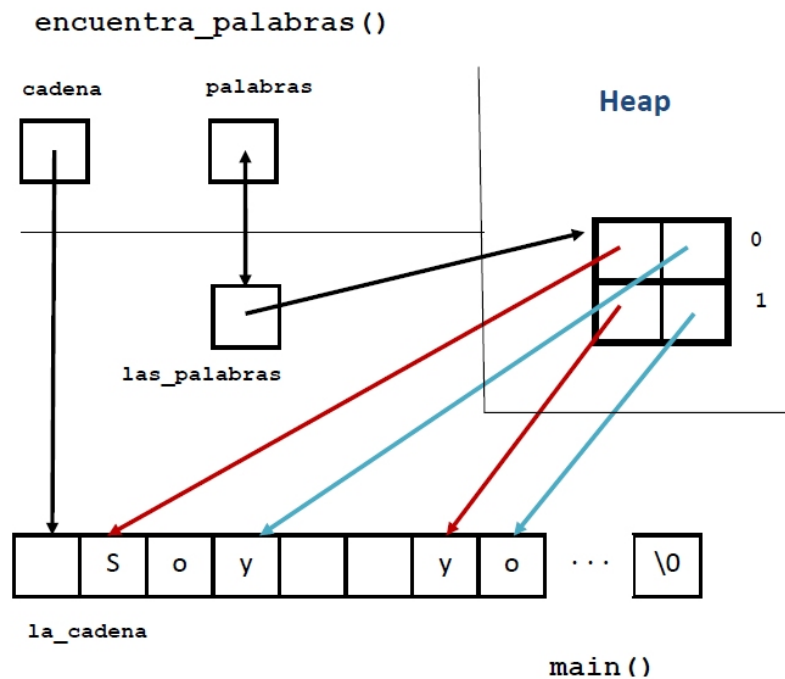 encuentra_palabras()
cadena palabras
Heap
0
1
las_palabras
S o y y o ... \0
la_cadena
main()